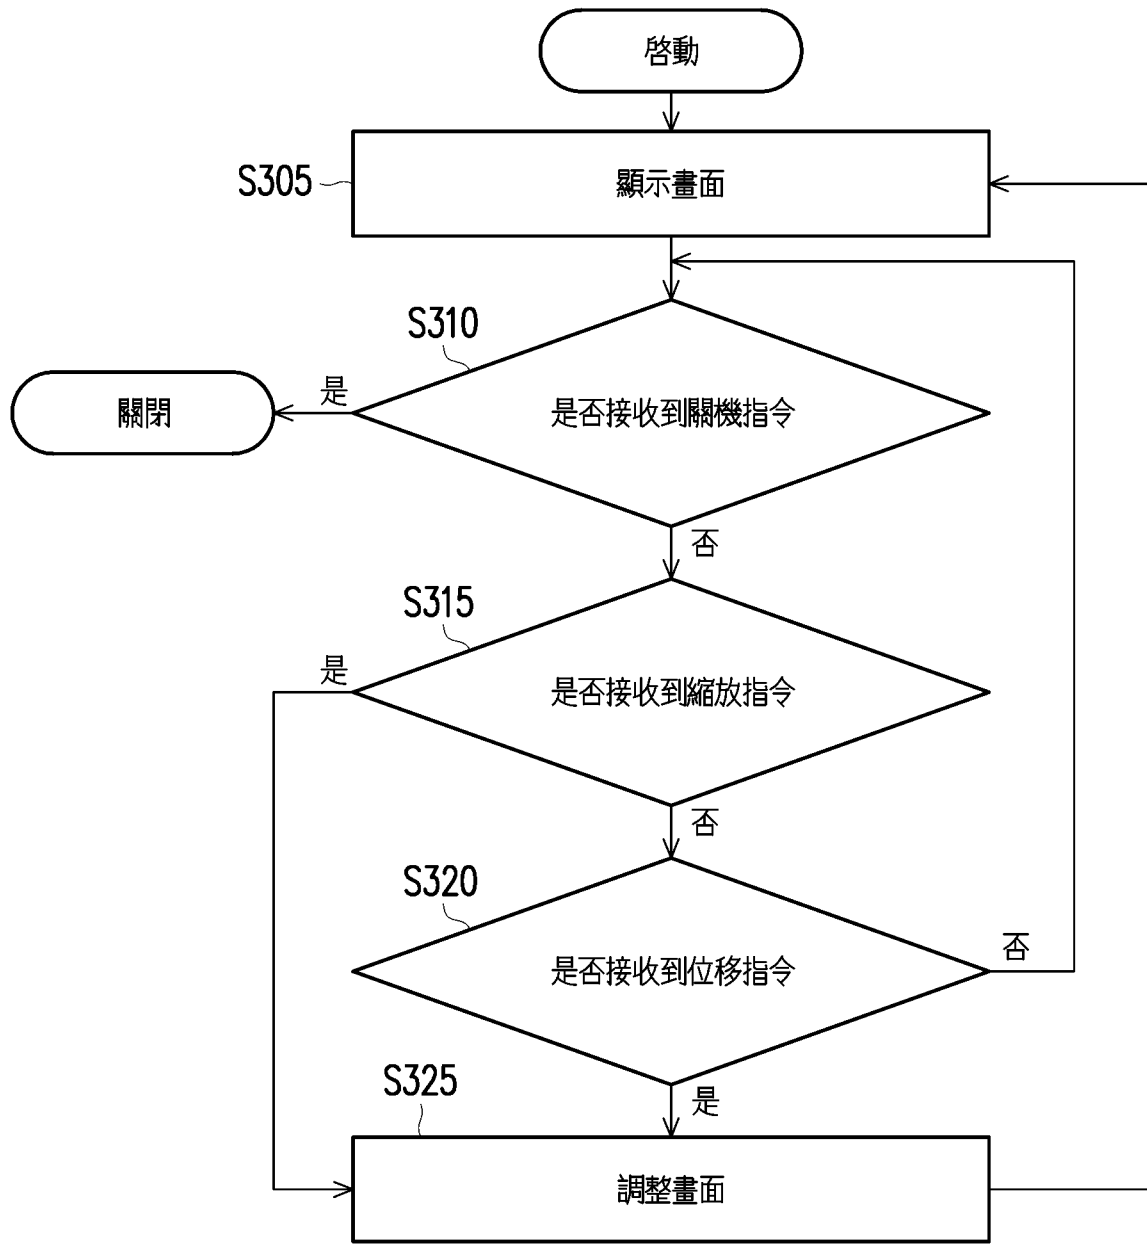 啓動
S305
顯示畫面
S310
是
關閉
是否接收到關機指令
否
S315
是
是否接收到縮放指令
否
S320
是否接收到位移指令
否
S325
是
調整畫面